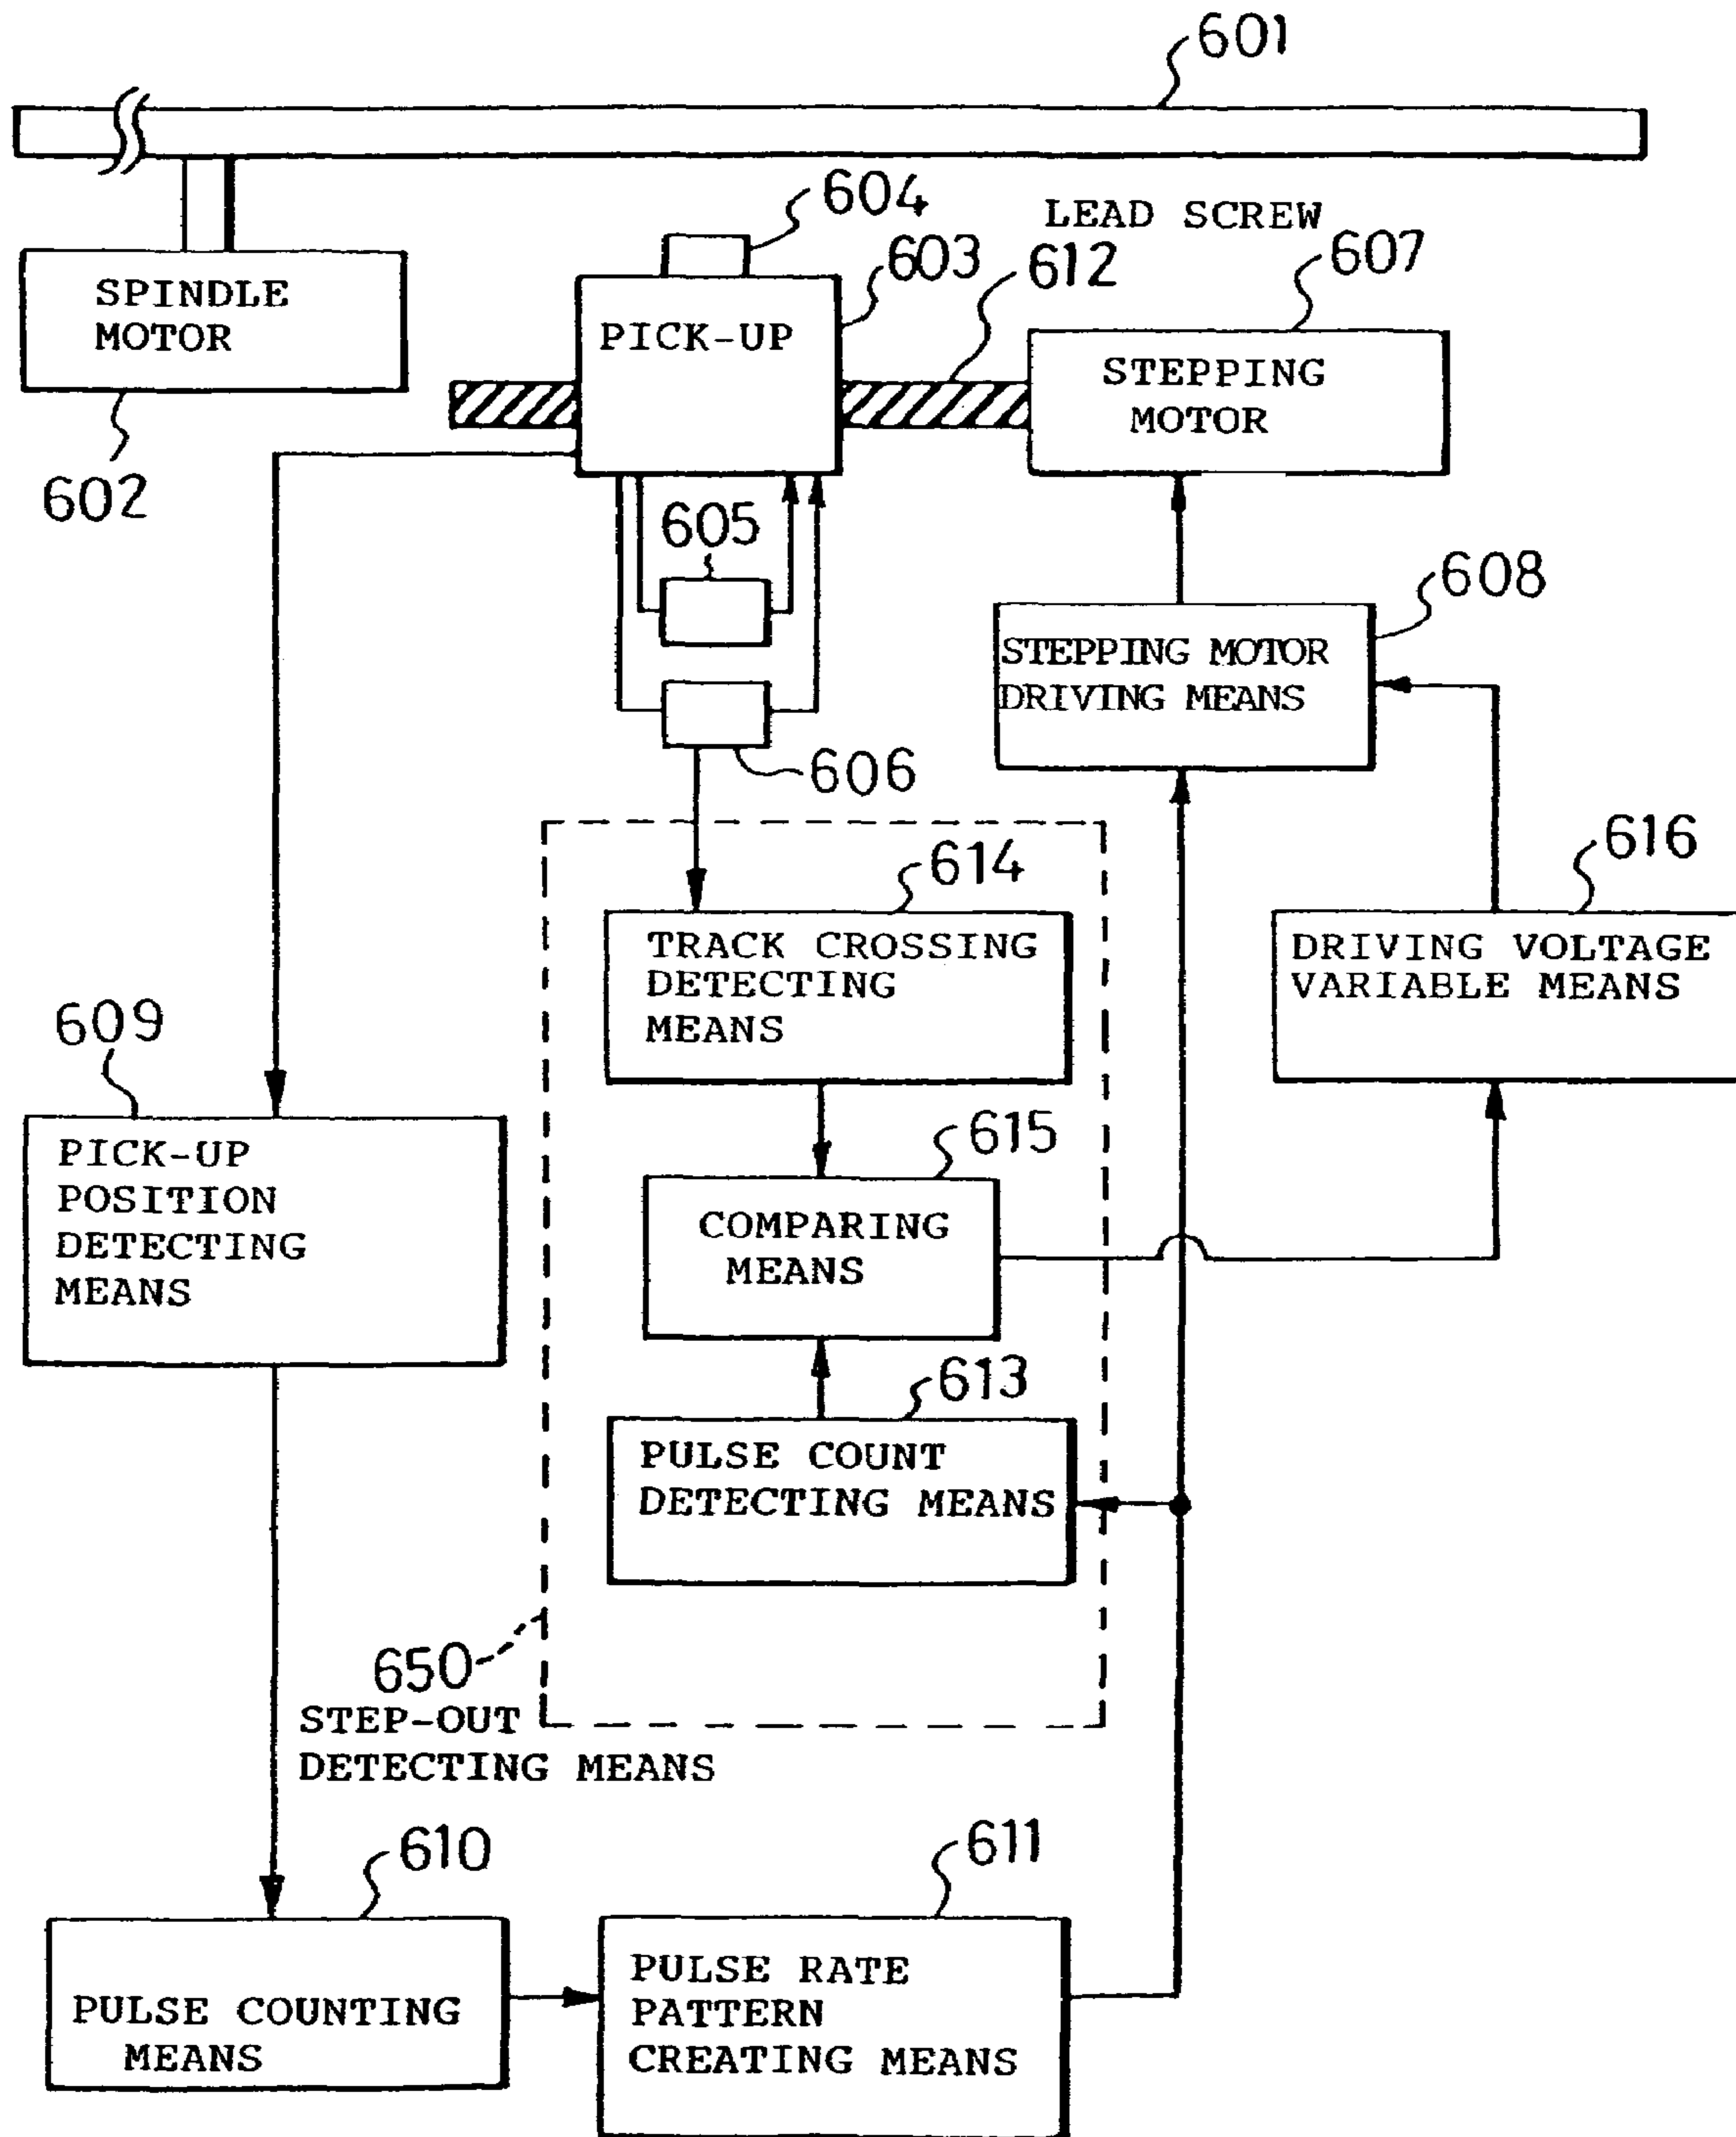 601
604
LEAD SCREW
603
612
607
SPINDLE
MOTOR
PICK-UP
STEPPING
MOTOR
602
605
608
STEPPING MOTOR
DRIVING MEANS
606
616
614
TRACK CROSSING
DETECTING
MEANS
DRIVING VOLTAGE
VARIABLE MEANS
609
PICK-UP
POSITION
DETECTING
MEANS
615
COMPARING
MEANS
613
PULSE COUNT
DETECTING MEANS
650
STEP-OUT
DETECTING MEANS
610
611
PULSE COUNTING
MEANS
PULSE RATE
PATTERN
CREATING MEANS